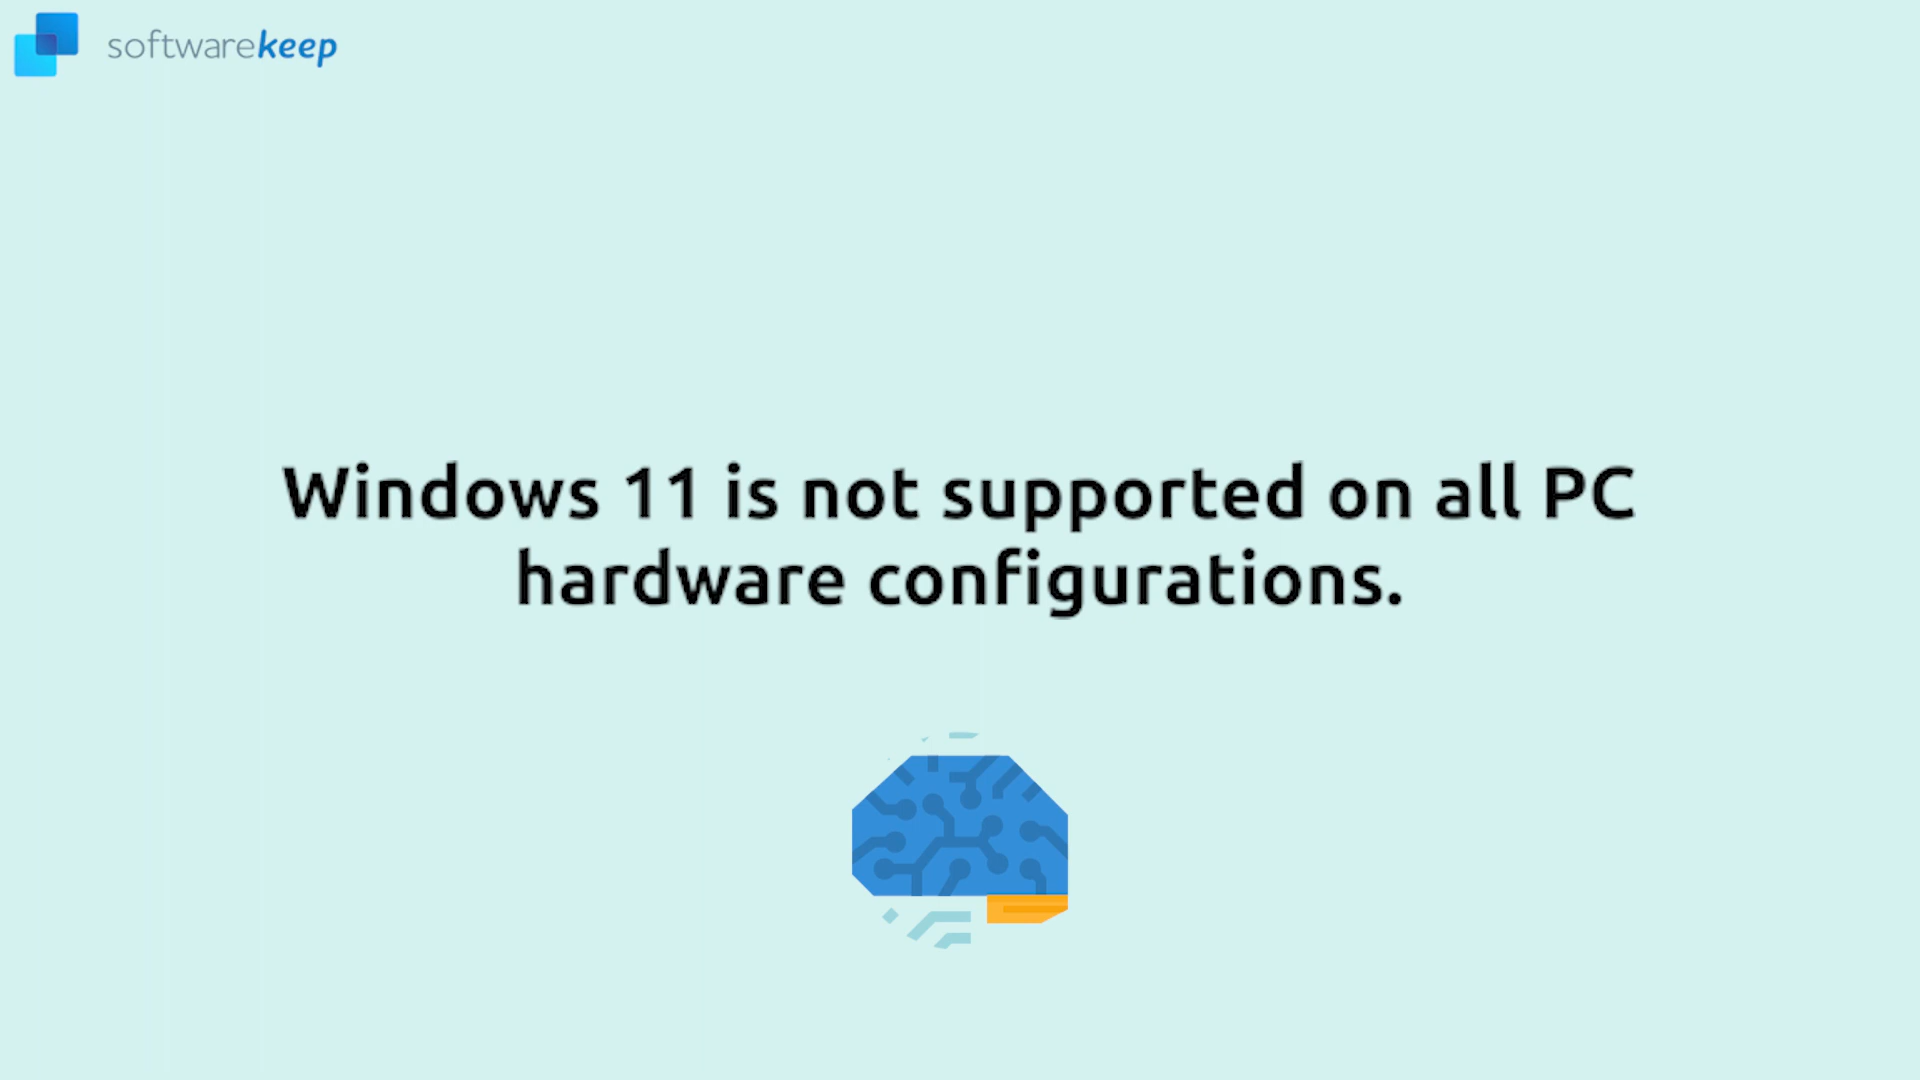 softwarekeep
Windows 11 is not supported on all PC
hardware configurations.